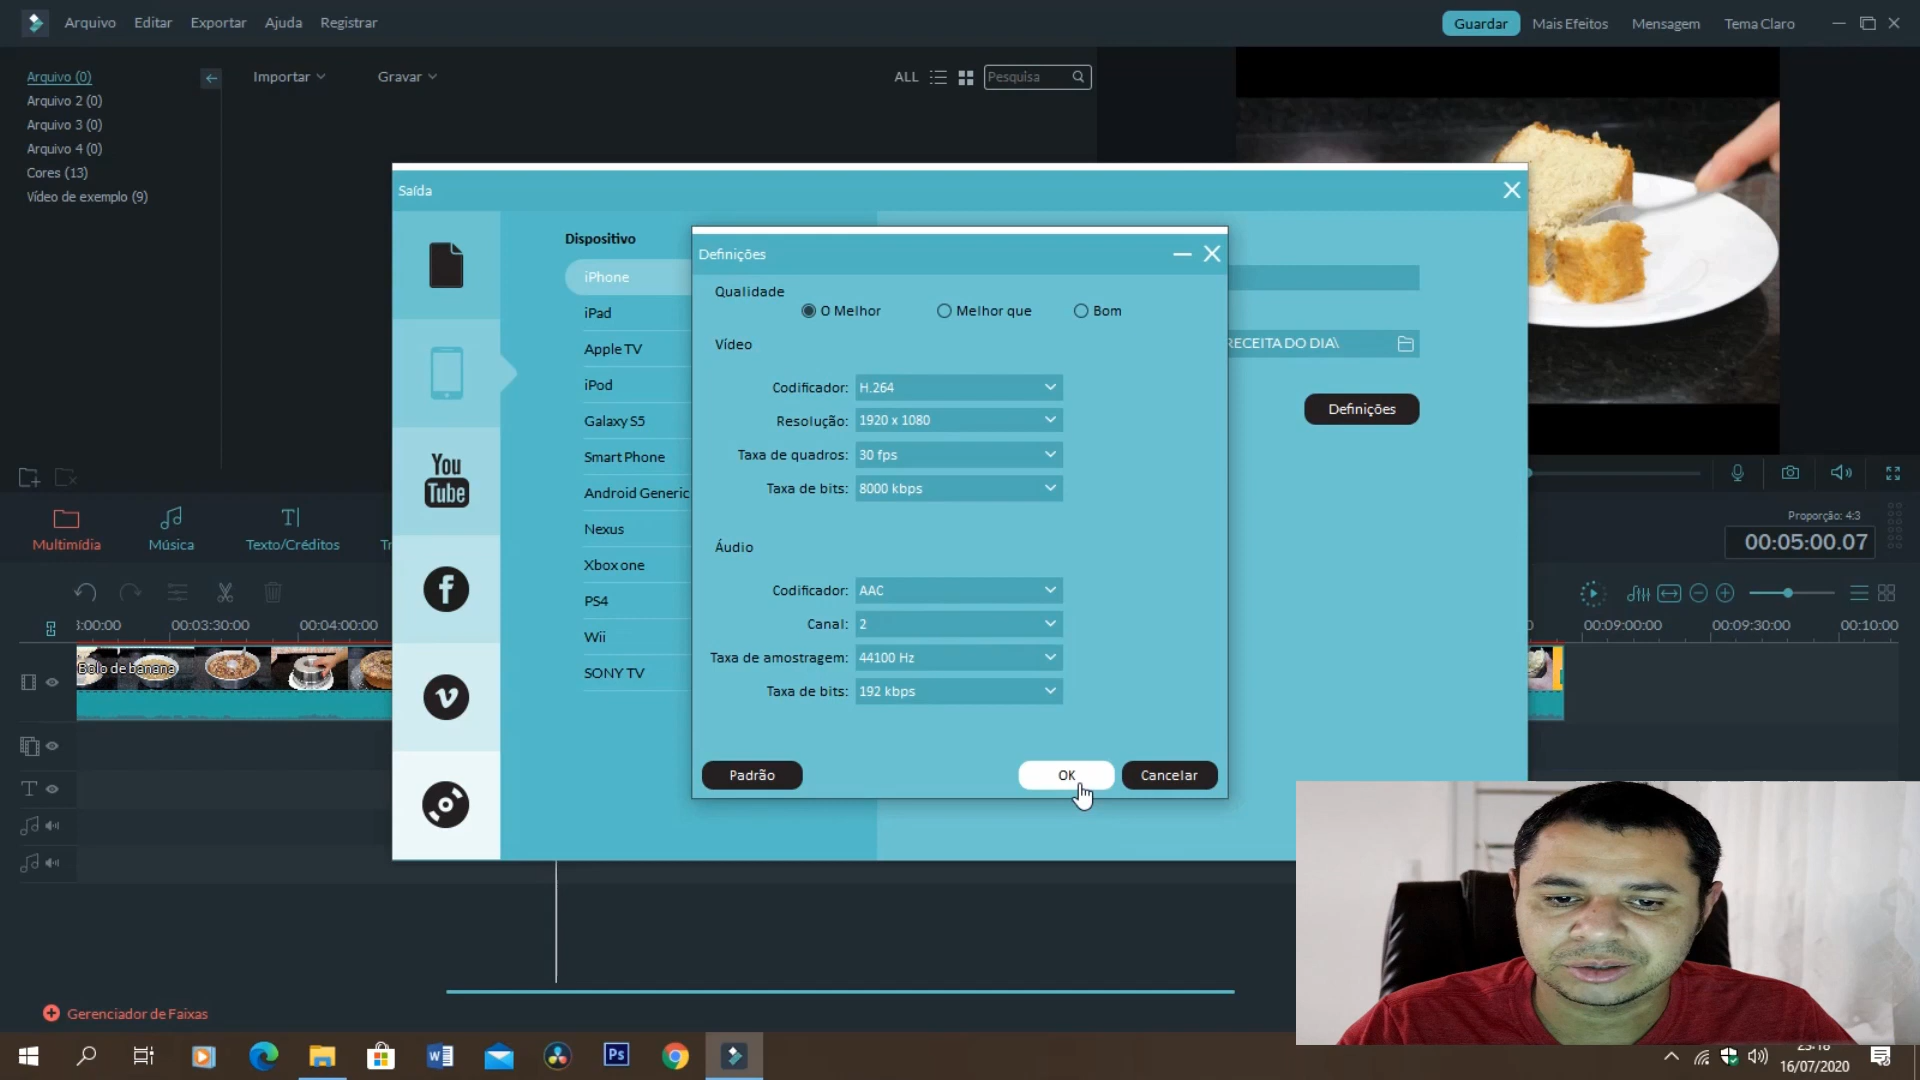 Arquivo Editar Exportar Ajuda Registrar Guardar Mais Efeitos Mensagem Tema Claro
Arquivo (0)
Arquivo 2 (0)
Arquivo 3 (0)
Arquivo 4 (0)
Cores (13)
Vídeo de exemplo (9)
Importar Gravar ALL Pesquisa
Saída
Dispositivo
iPhone
iPad
Apple TV
iPod
Galaxy S5
Smart Phone
Android Generic
Nexus
Xbox one
PS4
Wii
SONY TV
You
Tube
Definições
Qualidade
O Melhor Melhor que Bom
Vídeo
Codificador: H.264
Resolução: 1920 x 1080
Taxa de quadros: 30 fps
Taxa de bits: 8000 kbps
Áudio
Codificador: AAC
Canal: 2
Taxa de amostragem: 44100 Hz
Taxa de bits: 192 kbps
Padrão OK Cancelar
RECEITA DO DIA\
Definições
Multimídia Música Texto/Créditos Tr
Proporção: 4:3
00:05:00.07
3:00:00 00:03:30:00 00:04:00:00 0 00:09:00:00 00:09:30:00 00:10:00
Bolo de banana
Gerenciador de Faixas
Ps
16/07/2020